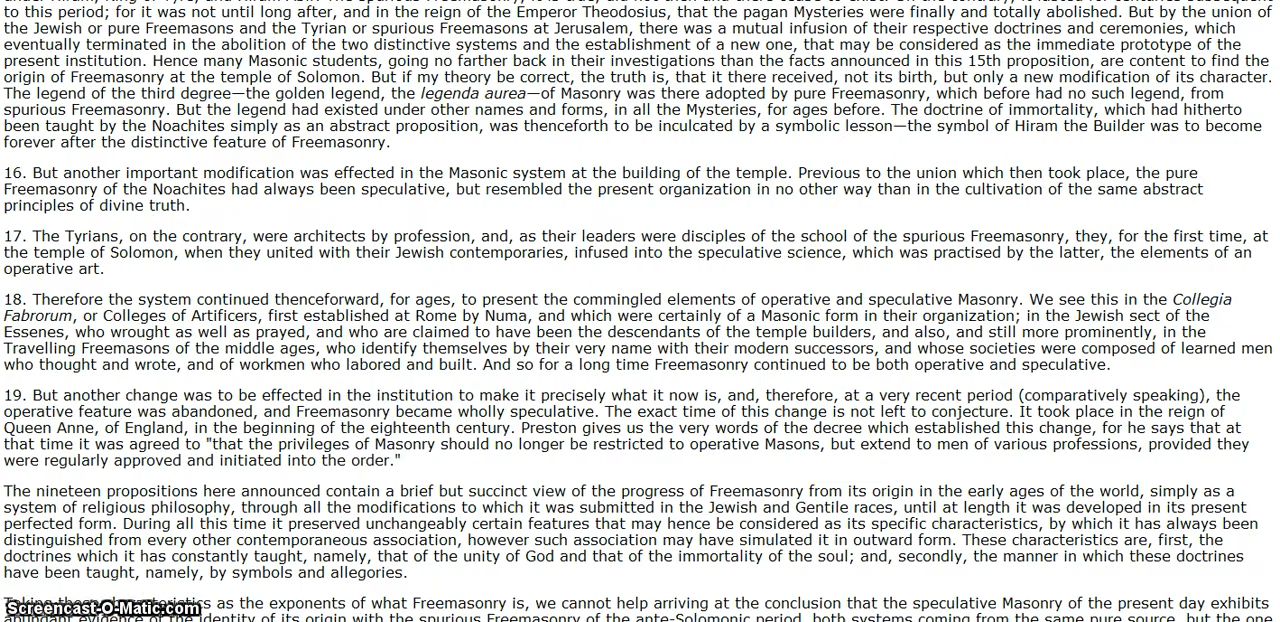 to this period; for it was not until long after, and in the reign of the Emperor Theodosius, that the pagan Mysteries were finally and totally abolished. But by the union of
the Jewish or pure Freemasons and the Tyrian or spurious Freemasons at Jerusalem, there was a mutual infusion of their respective doctrines and ceremonies, which
eventually terminated in the abolition of the two distinctive systems and the establishment of a new one, that may be considered as the immediate prototype of the
present institution. Hence many Masonic students, going no farther back in their investigations than the facts announced in this 15th proposition, are content to find the
origin of Freemasonry at the temple of Solomon. But if my theory be correct, the truth is, that it there received, not its birth, but only a new modification of its character.
The legend of the third degree—the golden legend, the legenda aurea—of Masonry was there adopted by pure Freemasonry, which before had no such legend, from
spurious Freemasonry. But the legend had existed under other names and forms, in all the Mysteries, for ages before. The doctrine of immortality, which had hitherto
been taught by the Noachites simply as an abstract proposition, was thenceforth to be inculcated by a symbolic lesson—the symbol of Hiram the Builder was to become
forever after the distinctive feature of Freemasonry.
16. But another important modification was effected in the Masonic system at the building of the temple. Previous to the union which then took place, the pure
Freemasonry of the Noachites had always been speculative, but resembled the present organization in no other way than in the cultivation of the same abstract
principles of divine truth.
17. The Tyrians, on the contrary, were architects by profession, and, as their leaders were disciples of the school of the spurious Freemasonry, they, for the first time, at
the temple of Solomon, when they united with their Jewish contemporaries, infused into the speculative science, which was practised by the latter, the elements of an
operative art.
18. Therefore the system continued thenceforward, for ages, to present the commingled elements of operative and speculative Masonry. We see this in the Collegia
Fabrorum, or Colleges of Artificers, first established at Rome by Numa, and which were certainly of a Masonic form in their organization; in the Jewish sect of the
Essenes, who wrought as well as prayed, and who are claimed to have been the descendants of the temple builders, and also, and still more prominently, in the
Travelling Freemasons of the middle ages, who identify themselves by their very name with their modern successors, and whose societies were composed of learned men
who thought and wrote, and of workmen who labored and built. And so for a long time Freemasonry continued to be both operative and speculative.
19. But another change was to be effected in the institution to make it precisely what it now is, and, therefore, at a very recent period (comparatively speaking), the
operative feature was abandoned, and Freemasonry became wholly speculative. The exact time of this change is not left to conjecture. It took place in the reign of
Queen Anne, of England, in the beginning of the eighteenth century. Preston gives us the very words of the decree which established this change, for he says that at
that time it was agreed to "that the privileges of Masonry should no longer be restricted to operative Masons, but extend to men of various professions, provided they
were regularly approved and initiated into the order."
The nineteen propositions here announced contain a brief but succinct view of the progress of Freemasonry from its origin in the early ages of the world, simply as a
system of religious philosophy, through all the modifications to which it was submitted in the Jewish and Gentile races, until at length it was developed in its present
perfected form. During all this time it preserved unchangeably certain features that may hence be considered as its specific characteristics, by which it has always been
distinguished from every other contemporaneous association, however such association may have simulated it in outward form. These characteristics are, first, the
doctrines which it has constantly taught, namely, that of the unity of God and that of the immortality of the soul; and, secondly, the manner in which these doctrines
have been taught, namely, by symbols and allegories.
as the exponents of what Freemasonry is, we cannot help arriving at the conclusion that the speculative Masonry of the present day exhibits
identity of its origin with the spurious Freemasonry of the ante-Solomonic period, both systems coming from the same pure source, but the one
Screencast-O-Matic.com